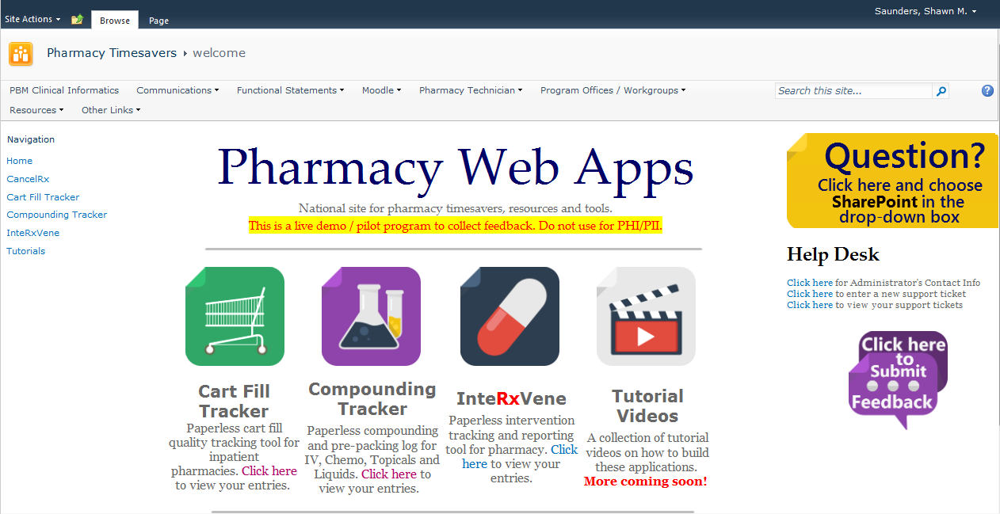 Site Actions
Browse
Page
Saunders, Shawn M.
Pharmacy Timesavers
welcome
PBM Clinical Informatics
Communications
Functional Statements
Moodle
Pharmacy Technician
Program Offices / Workgroups
Search this site...
Resources
Other Links
Navigation
Home
CancelRx
Cart Fill Tracker
Compounding Tracker
InteRxVene
Tutorials
Pharmacy Web Apps
National site for pharmacy timesavers, resources and tools.
This is a live demo / pilot program to collect feedback. Do not use for PHI/PII.
Cart Fill
Tracker
Paperless cart fill
quality tracking tool for
inpatient
pharmacies. Click here
to view your entries.
Compounding
Tracker
Paperless compounding
and pre-packing log for
IV, Chemo, Topicals and
Liquids. Click here to
view your entries.
InteRxVene
Paperless intervention
tracking and reporting
tool for pharmacy. Click
here to view your
entries.
Tutorial
Videos
A collection of tutorial
videos on how to build
these applications.
More coming soon!
Question?
Click here and choose
SharePoint in the
drop-down box
Help Desk
Click here for Administrator's Contact Info
Click here to enter a new support ticket
Click here to view your support tickets
Click here
to
Submit
Feedback